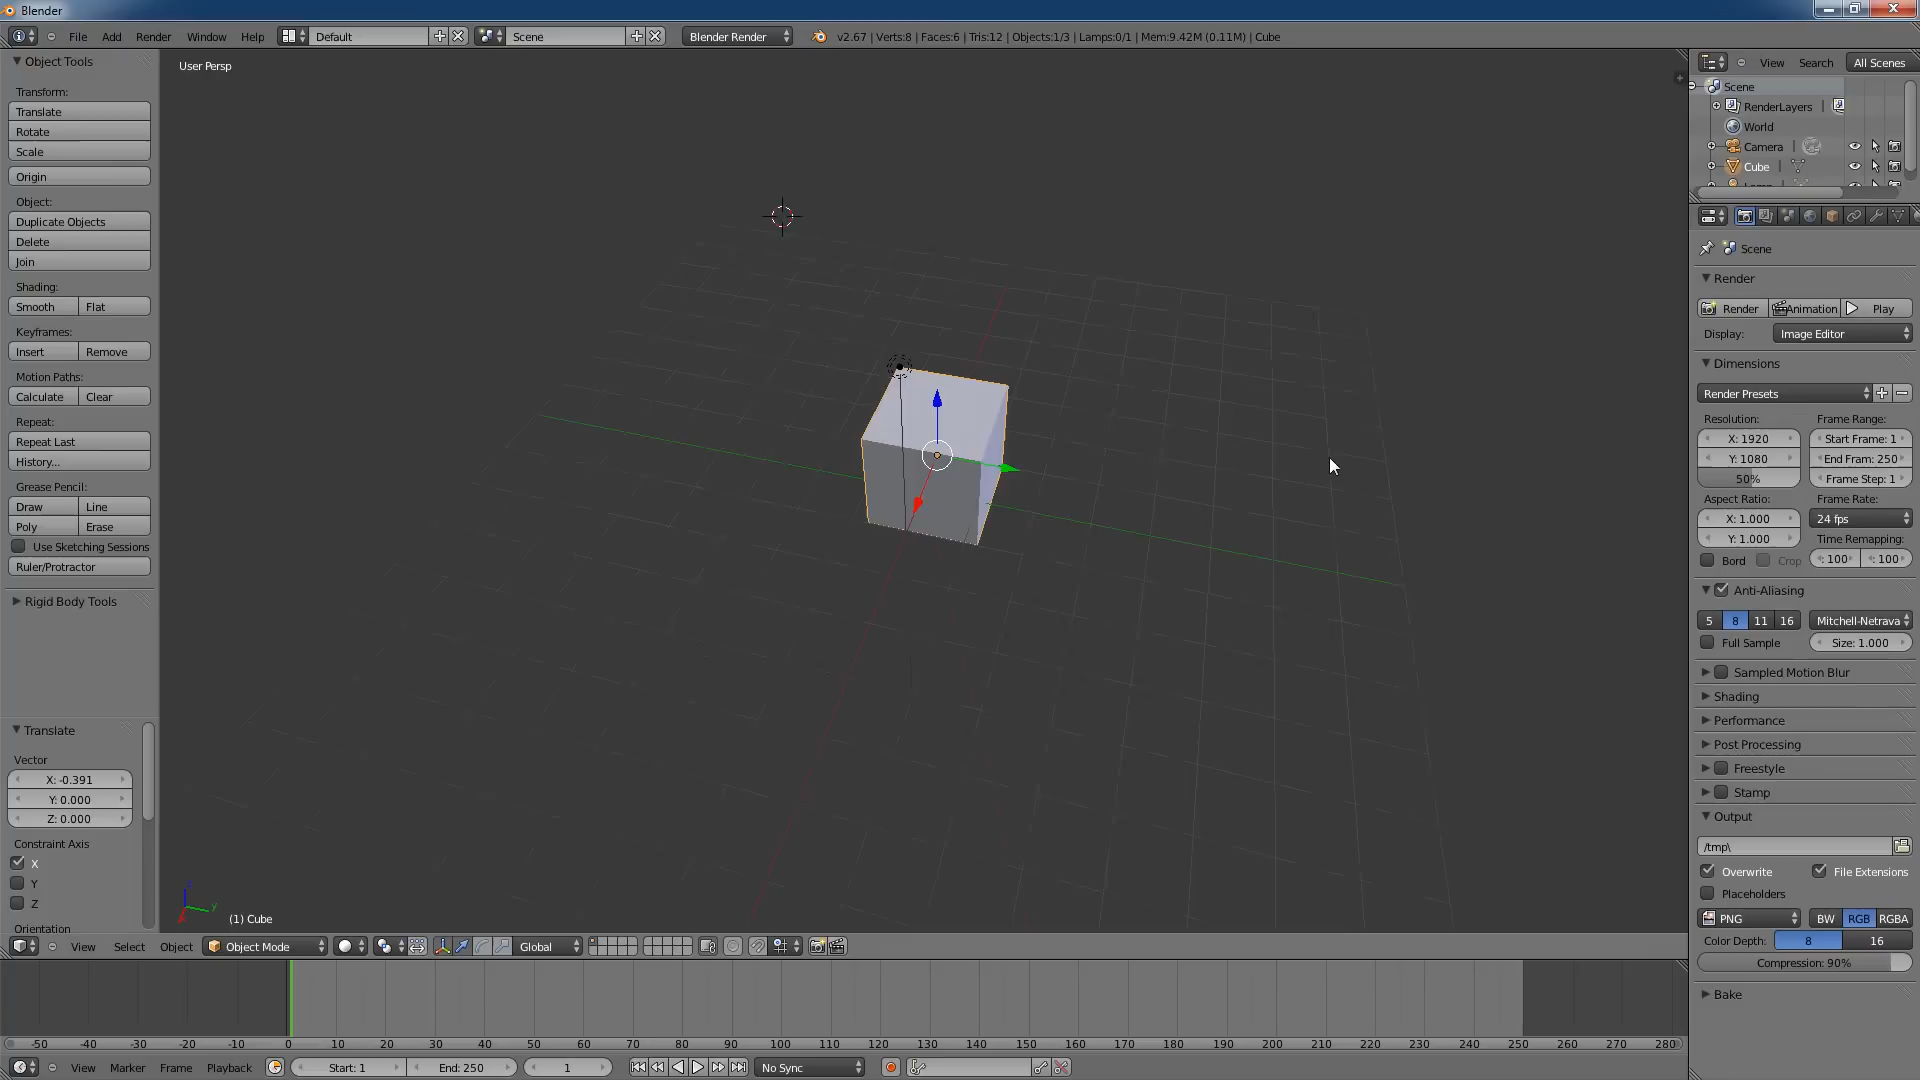 Blender
File Add Render Window Help Default Scene Blender Render v2.67 | Verts:8 | Faces:6 | Tris:12 | Objects:1/3 | Lamps:0/1 | Mem:9.42M (0.11M) | Cube
Object Tools
Transform:
Translate
Rotate
Scale
Origin
Object:
Duplicate Objects
Delete
Join
Shading:
Smooth Flat
Keyframes:
Insert Remove
Motion Paths:
Calculate Clear
Repeat:
Repeat Last
History...
Grease Pencil:
Draw Line
Poly Erase
Use Sketching Sessions
Ruler/Protractor
Rigid Body Tools
Translate
Vector
X: -0.391
Y: 0.000
Z: 0.000
Constraint Axis
X
Y
Z
Orientation
User Persp
y
(1) Cube
View Select Object Object Mode Global
-50 -40 -30 -20 -10 0 10 20 30 40 50 60 70 80 90 100 110 120 130 140 150 160 170 180 190 200 210 220 230 240 250 260 270 280
View Marker Frame Playback Start: 1 End: 250 1 No Sync
View Search All Scenes
Scene
RenderLayers |
World
Camera |
Cube |
Scene
Render
Render Animation Play
Display: Image Editor
Dimensions
Render Presets
Resolution: Frame Range:
X: 1920 Start Frame: 1
Y: 1080 End Fram: 250
50% Frame Step: 1
Aspect Ratio: Frame Rate:
X: 1.000 24 fps
Y: 1.000 Time Remapping:
Bord Crop : 100 : 100
Anti-Aliasing
5 8 11 16 Mitchell-Netrava
Full Sample Size: 1.000
Sampled Motion Blur
Shading
Performance
Post Processing
Freestyle
Stamp
Output
/tmp\
Overwrite File Extensions
Placeholders
PNG BW RGB RGBA
Color Depth: 8 16
Compression: 90%
Bake